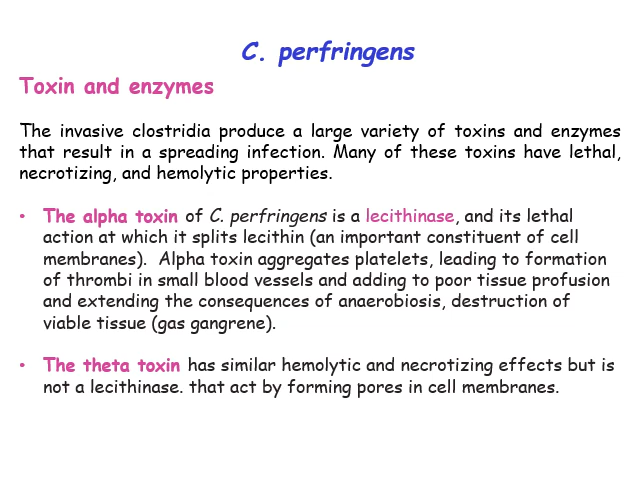 C. perfringens
Toxin and enzymes
The invasive clostridia produce a large variety of toxins and enzymes
that result in a spreading infection. Many of these toxins have lethal,
necrotizing, and hemolytic properties.
• The alpha toxin of C. perfringens is a lecithinase, and its lethal
action at which it splits lecithin (an important constituent of cell
membranes). Alpha toxin aggregates platelets, leading to formation
of thrombi in small blood vessels and adding to poor tissue profusion
and extending the consequences of anaerobiosis, destruction of
viable tissue (gas gangrene).
• The theta toxin has similar hemolytic and necrotizing effects but is
not a lecithinase. that act by forming pores in cell membranes.